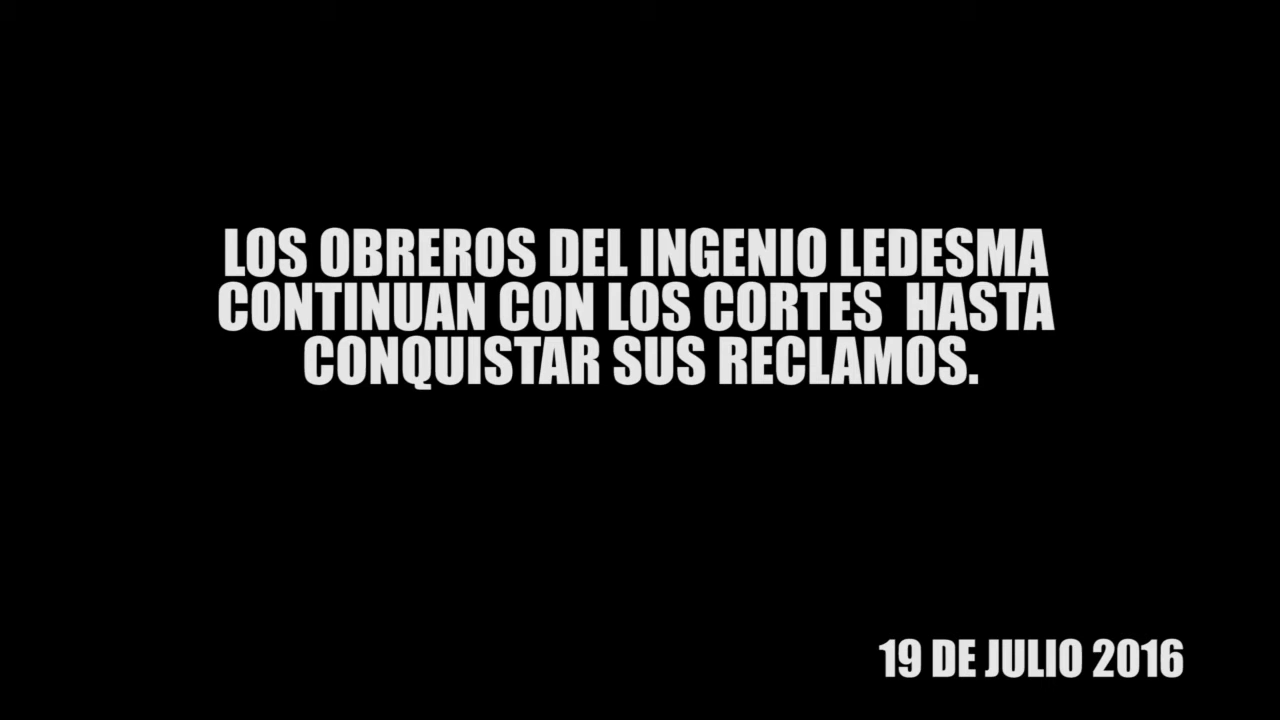 LOS OBREROS DEL INGENIO LEDESMA
CONTINUAN CON LOS CORTES  HASTA
CONQUISTAR SUS RECLAMOS.
19 DE JULIO 2016